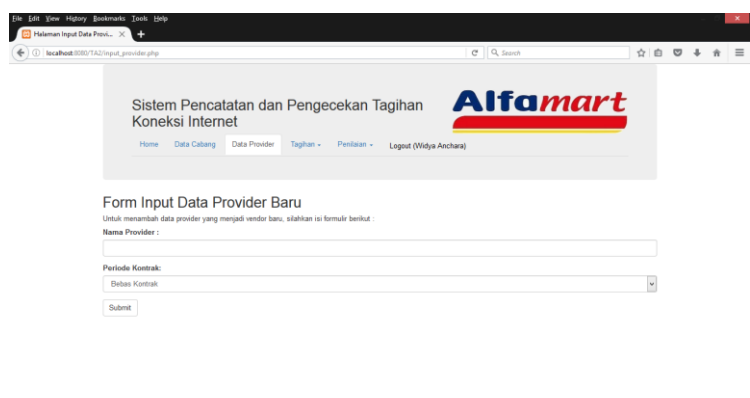 File Edit View History Bookmarks Tools Help
Halaman Input Data Provi...
localhost:8080/TA2/input_provider.php
Search
Sistem Pencatatan dan Pengecekan Tagihan
Koneksi Internet
Alfamart
Home Data Cabang Data Provider Tagihan Penilaian Logout (Widya Anchara)
Form Input Data Provider Baru
Untuk menambah data provider yang menjadi vendor baru, silahkan isi formulir berikut :
Nama Provider :
Periode Kontrak:
Bebas Kontrak
Submit